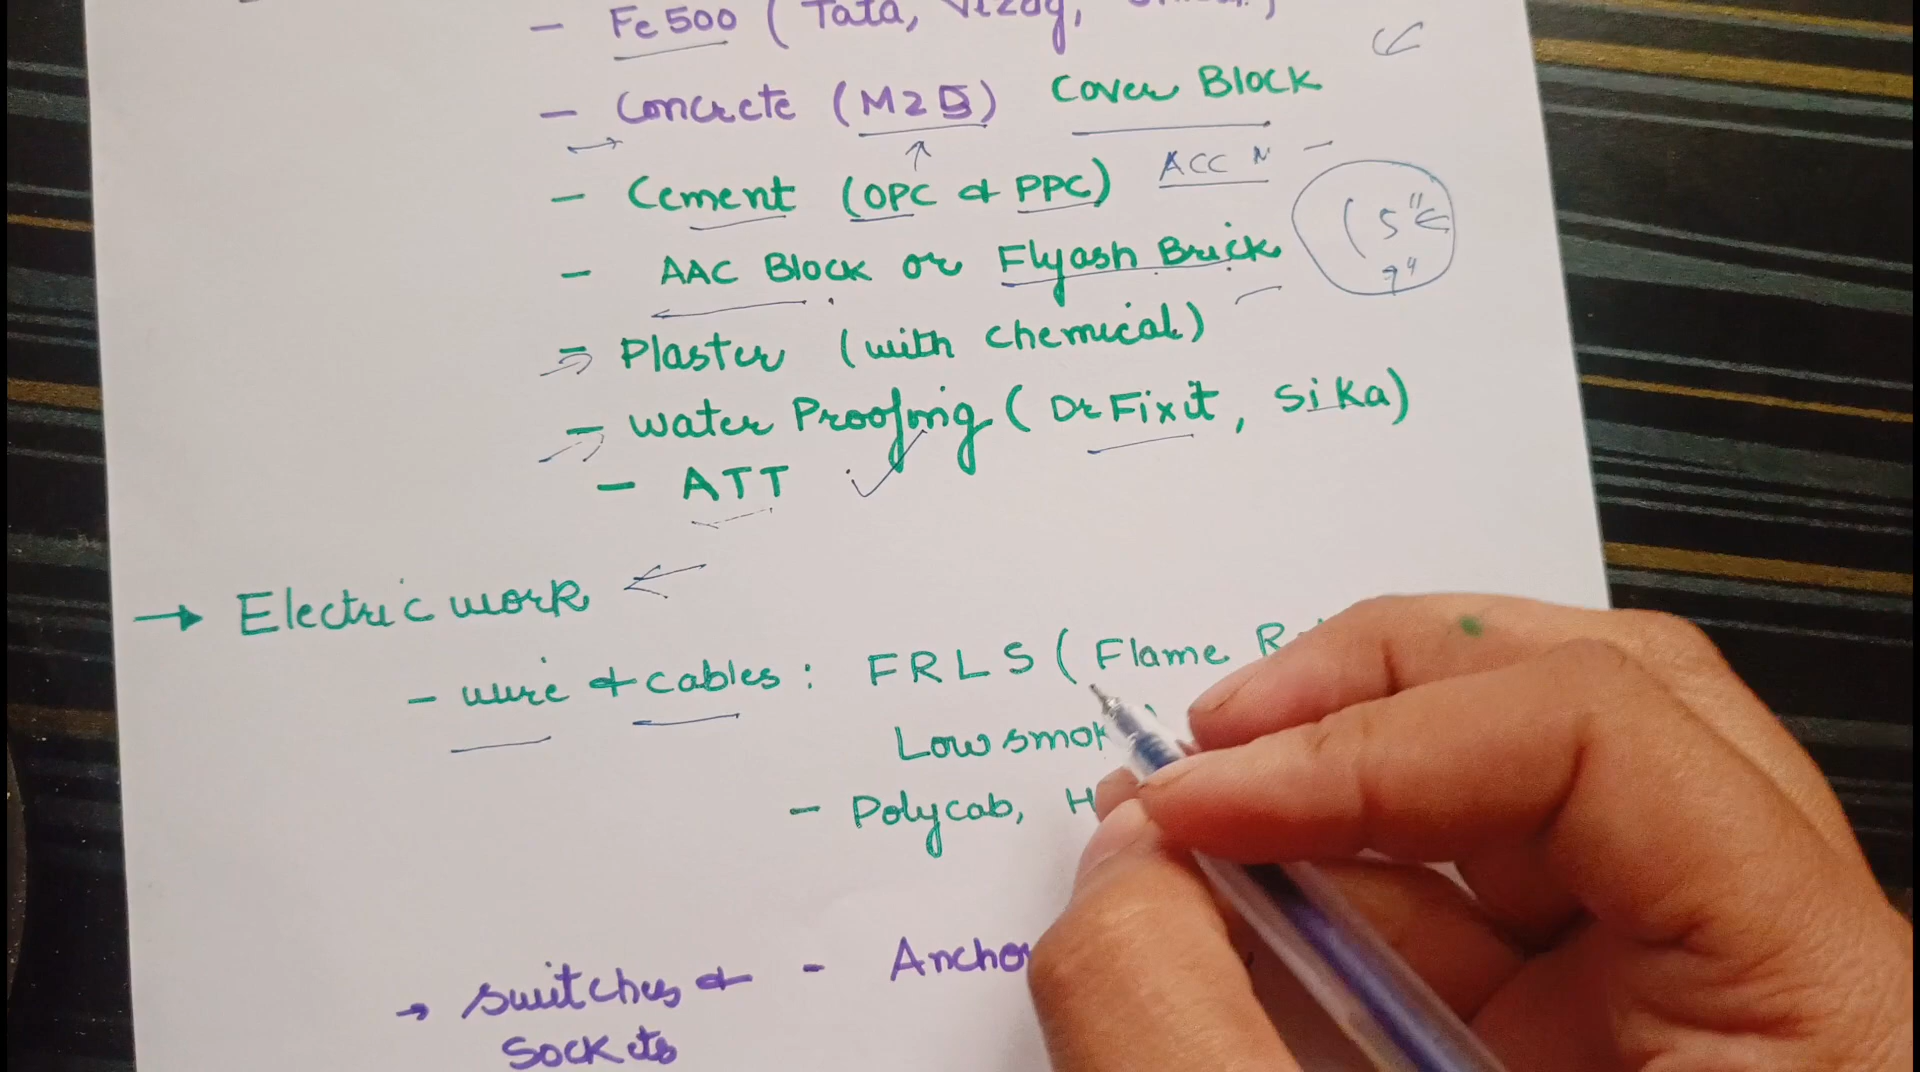 - Fe 500 ( Tata, Vizag,
- Concrete (M25) Cover Block
ACC
- Cement (OPC & PPC)
(5"
- AAC Block or Flyash Brick
9"
- Plaster (with chemical)
- Water Proofing ( Dr Fixit, Sika)
- ATT
→ Electric work
- wire & cables : FRLS ( Flame
Low smok
- Polycab, H
→ switches & - Anchor
Sockets